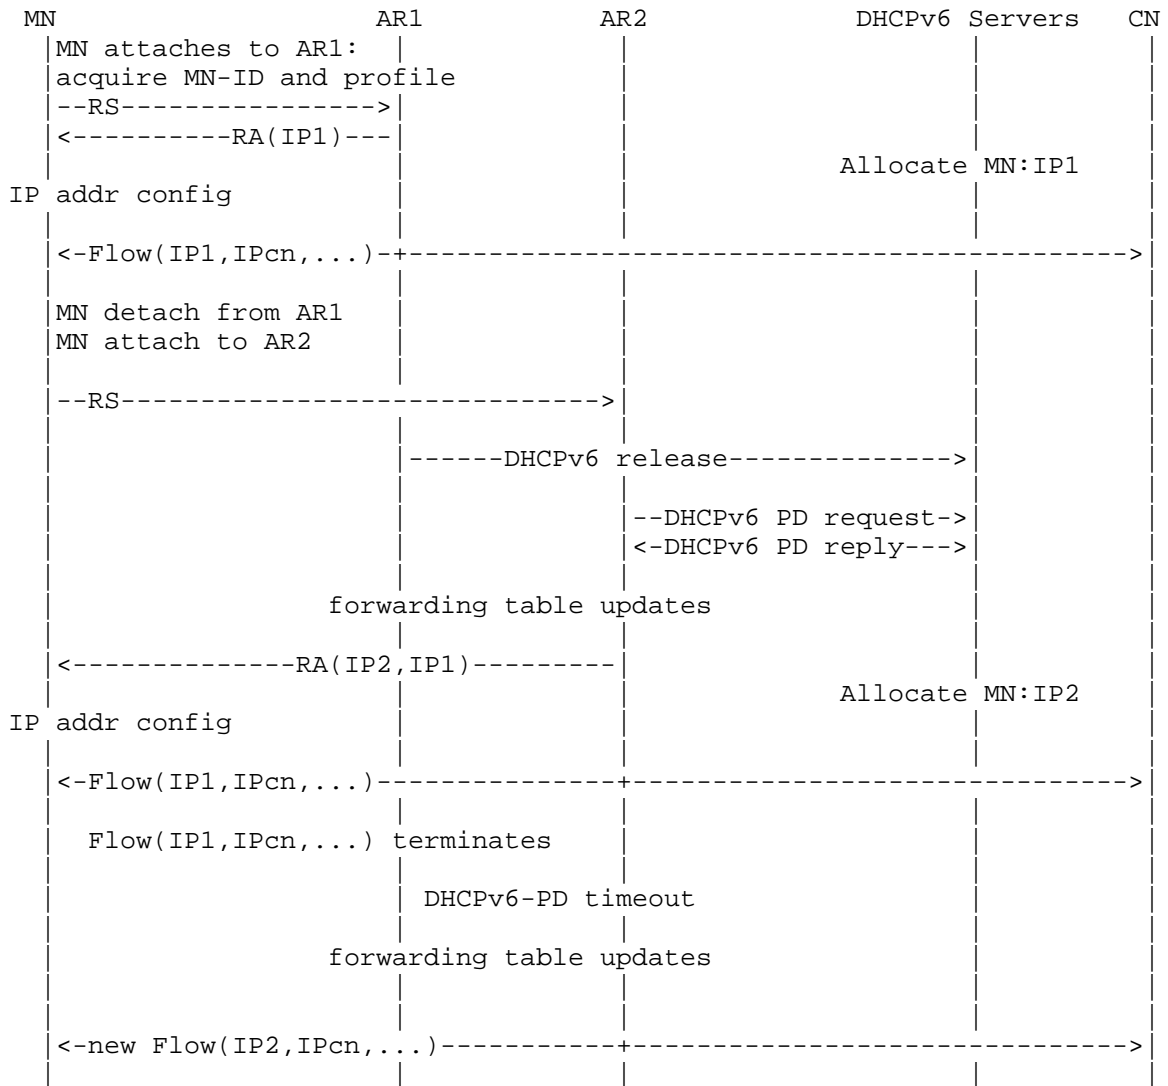 MN AR1 AR2 DHCPv6 Servers CN
|MN attaches to AR1: | | | |
|acquire MN-ID and profile | | |
|--RS---------------->| | | |
|<----------RA(IP1)---| | | |
| | | Allocate MN:IP1 |
IP addr config | | | |
| | | | |
|<-Flow(IP1,IPcn,...)-+--------------------------------------------->|
| | | | |
|MN detach from AR1 | | | |
|MN attach to AR2 | | | |
| | | | |
|--RS------------------------------>| | |
| | | | |
| |------DHCPv6 release-------------->| |
| | | | |
| | |--DHCPv6 PD request->| |
| | |<-DHCPv6 PD reply--->| |
| | | | |
| forwarding table updates | |
| | | | |
|<--------------RA(IP2,IP1)---------| | |
| | | Allocate MN:IP2 |
IP addr config | | | |
| | | | |
|<-Flow(IP1,IPcn,...)---------------+------------------------------->|
| | | | |
| Flow(IP1,IPcn,...) terminates | | |
| | | | |
| | DHCPv6-PD timeout | |
| | | | |
| forwarding table updates | |
| | | | |
| | | | |
|<-new Flow(IP2,IPcn,...)-----------+------------------------------->|
| | | | |